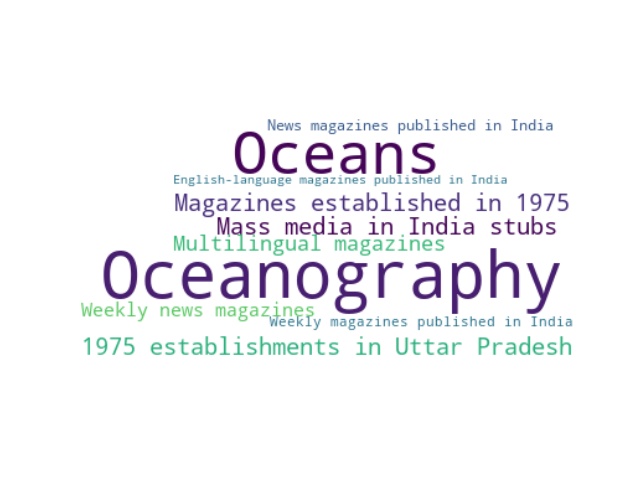 News magazines published in India
Oceans
English-language magazines published in India
Magazines established in 1975
Mass media in India stubs
Multilingual magazines
Oceanography
Weekly news magazines
Weekly magazines published in India
1975 establishments in Uttar Pradesh